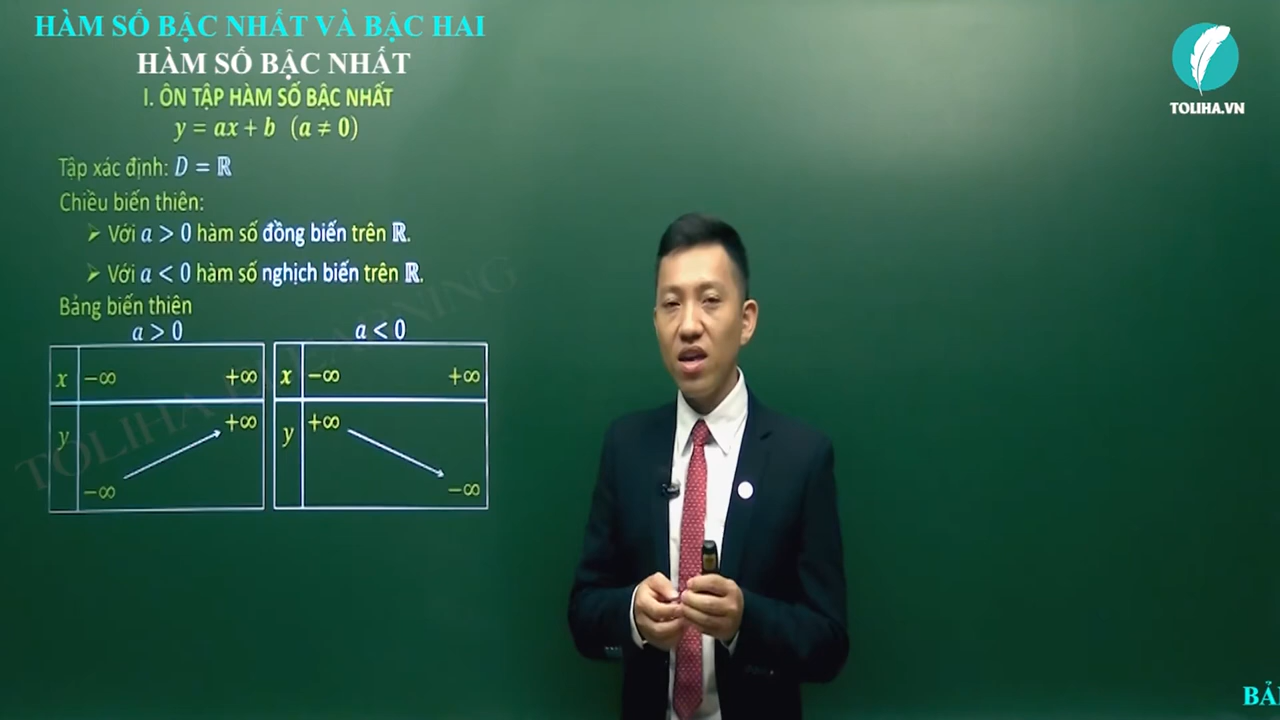 HÀM SỐ BẬC NHẤT VÀ BẬC HAI
HÀM SỐ BẬC NHẤT
I. ÔN TẬP HÀM SỐ BẬC NHẤT
y = ax + b (a ≠ 0)
Tập xác định: D = ℝ
Chiều biến thiên:
➢ Với a > 0 hàm số đồng biến trên ℝ.
➢ Với a < 0 hàm số nghịch biến trên ℝ.
Bảng biến thiên
a > 0
x −∞ +∞
y +∞
−∞
a < 0
x −∞ +∞
y +∞
−∞
TOLIHA.VN
TOLIHA LEARNING